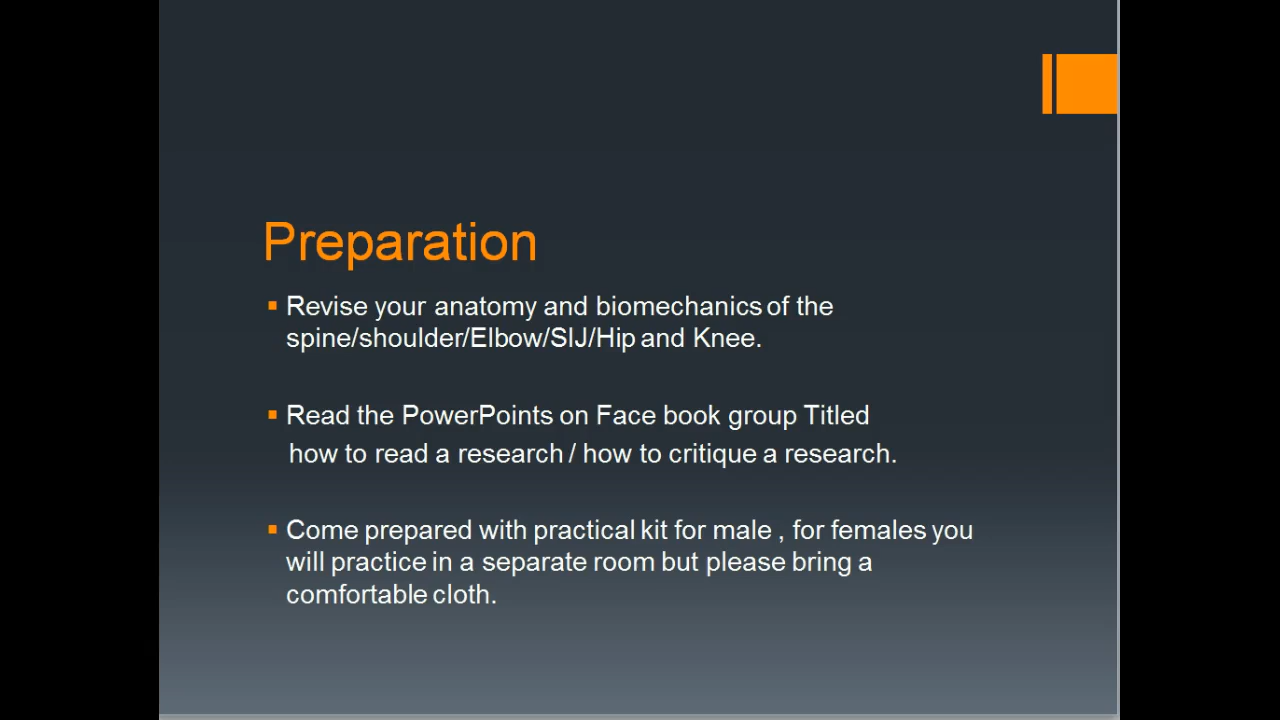 Preparation
Revise your anatomy and biomechanics of the
spine/shoulder/Elbow/SIJ/Hip and Knee.
Read the PowerPoints on Face book group Titled
how to read a research / how to critique a research.
Come prepared with practical kit for male , for females you
will practice in a separate room but please bring a
comfortable cloth.